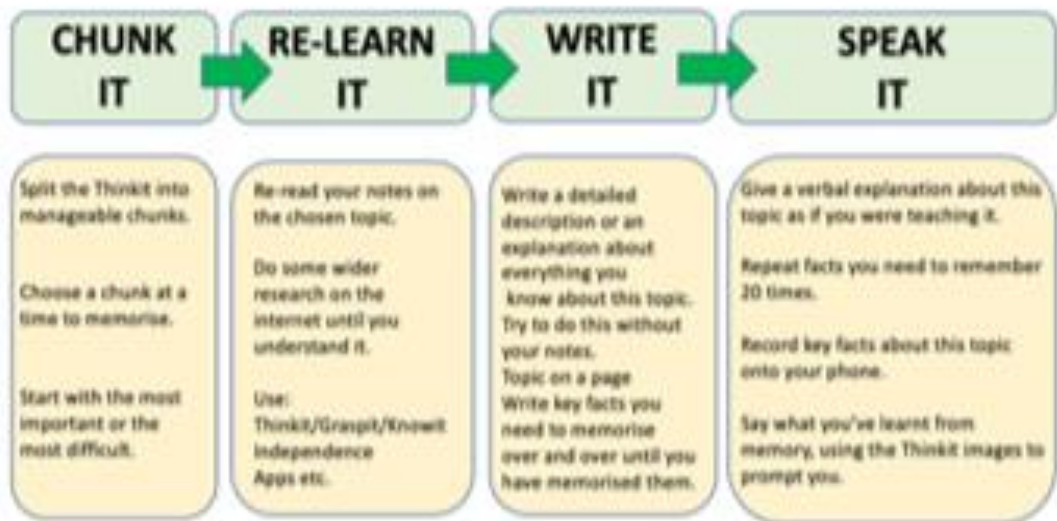 CHUNK
IT
RE-LEARN
IT
WRITE
IT
SPEAK
IT
Split the Thinkit into
manageable chunks.
Choose a chunk at a
time to memorise.
Start with the most
important or the
most difficult.
Re-read your notes on
the chosen topic.
Do some wider
research on the
internet until you
understand it.
Use:
Thinkit/Graspit/Knowit
Independence
Apps etc.
Write a detailed
description or an
explanation about
everything you
know about this topic.
Try to do this without
your notes.
Topic on a page
Write key facts you
need to memorise
over and over until you
have memorised them.
Give a verbal explanation about this
topic as if you were teaching it.
Repeat facts you need to remember
20 times.
Record key facts about this topic
onto your phone.
Say what you've learnt from
memory, using the Thinkit images to
prompt you.